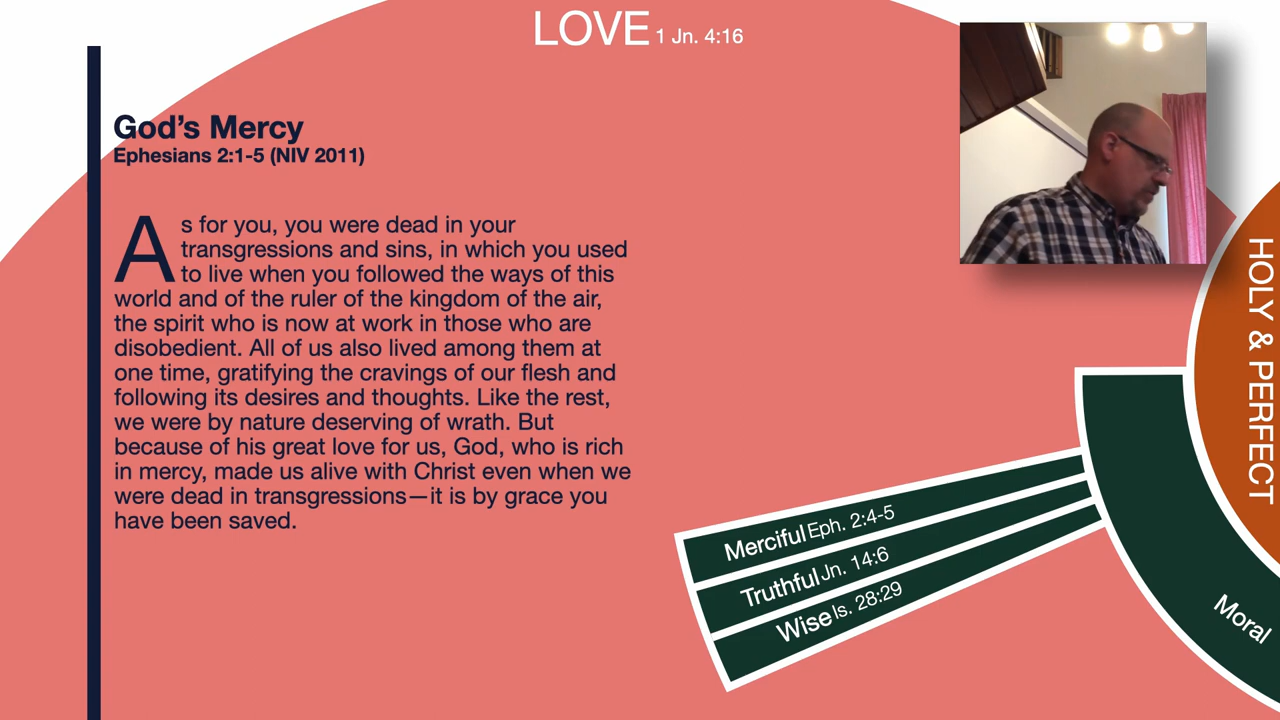 LOVE 1 Jn. 4:16
God’s Mercy
Ephesians 2:1-5 (NIV 2011)
As for you, you were dead in your
transgressions and sins, in which you used
to live when you followed the ways of this
world and of the ruler of the kingdom of the air,
the spirit who is now at work in those who are
disobedient. All of us also lived among them at
one time, gratifying the cravings of our flesh and
following its desires and thoughts. Like the rest,
we were by nature deserving of wrath. But
because of his great love for us, God, who is rich
in mercy, made us alive with Christ even when we
were dead in transgressions—it is by grace you
have been saved.
HOLY & PERFECT
Merciful Eph. 2:4-5
Truthful Jn. 14:6
Wise Is. 28:29
Moral